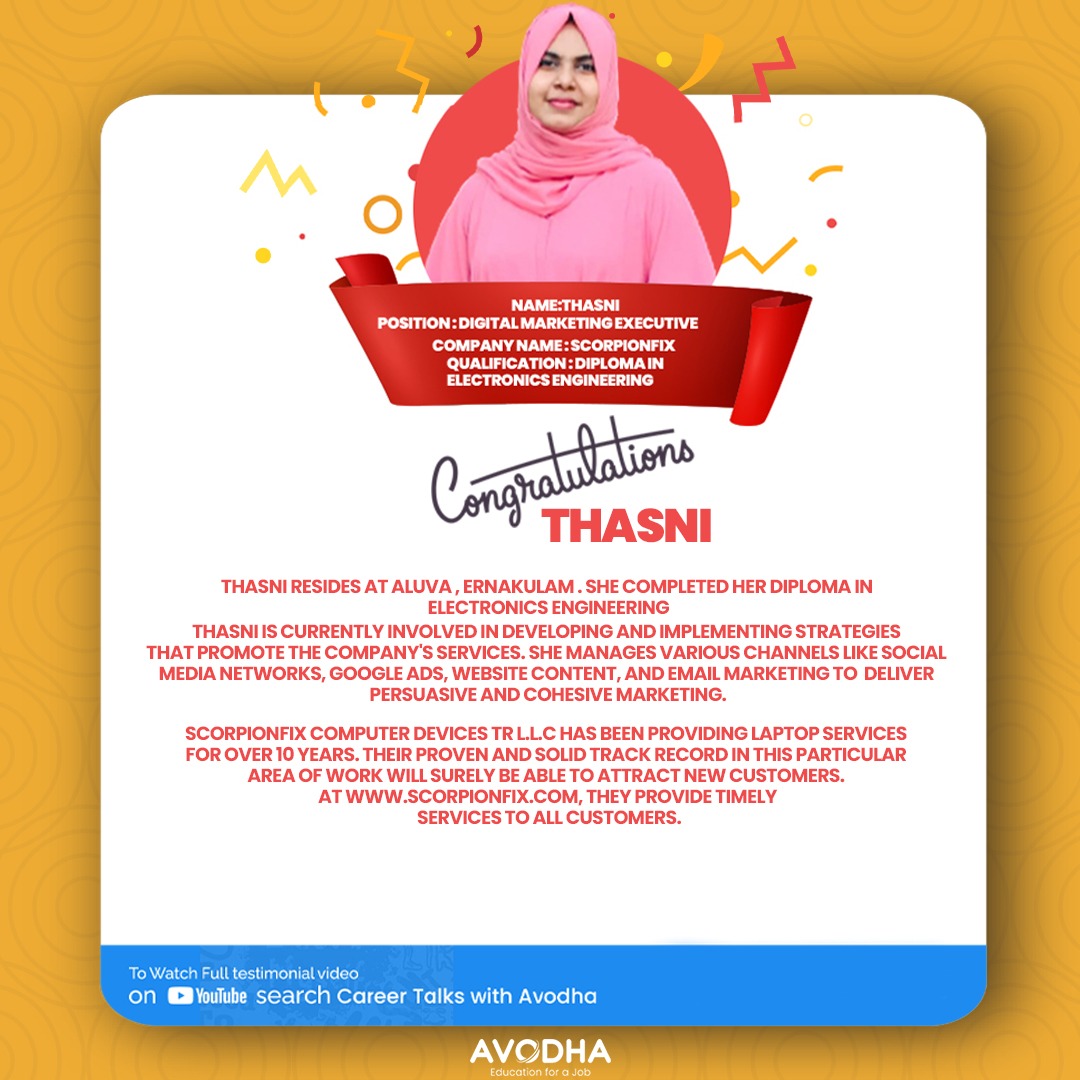 NAME:THASNI
POSITION : DIGITAL MARKETING EXECUTIVE
COMPANY NAME : SCORPIONFIX
QUALIFICATION : DIPLOMA IN
ELECTRONICS ENGINEERING
Congratulations
THASNI
THASNI RESIDES AT ALUVA , ERNAKULAM . SHE COMPLETED HER DIPLOMA IN
ELECTRONICS ENGINEERING
THASNI IS CURRENTLY INVOLVED IN DEVELOPING AND IMPLEMENTING STRATEGIES
THAT PROMOTE THE COMPANY'S SERVICES. SHE MANAGES VARIOUS CHANNELS LIKE SOCIAL
MEDIA NETWORKS, GOOGLE ADS, WEBSITE CONTENT, AND EMAIL MARKETING TO DELIVER
PERSUASIVE AND COHESIVE MARKETING.
SCORPIONFIX COMPUTER DEVICES TR L.L.C HAS BEEN PROVIDING LAPTOP SERVICES
FOR OVER 10 YEARS. THEIR PROVEN AND SOLID TRACK RECORD IN THIS PARTICULAR
AREA OF WORK WILL SURELY BE ABLE TO ATTRACT NEW CUSTOMERS.
AT WWW.SCORPIONFIX.COM, THEY PROVIDE TIMELY
SERVICES TO ALL CUSTOMERS.
To Watch Full testimonial video
on YouTube search Career Talks with Avodha
AVODHA
Education for a Job